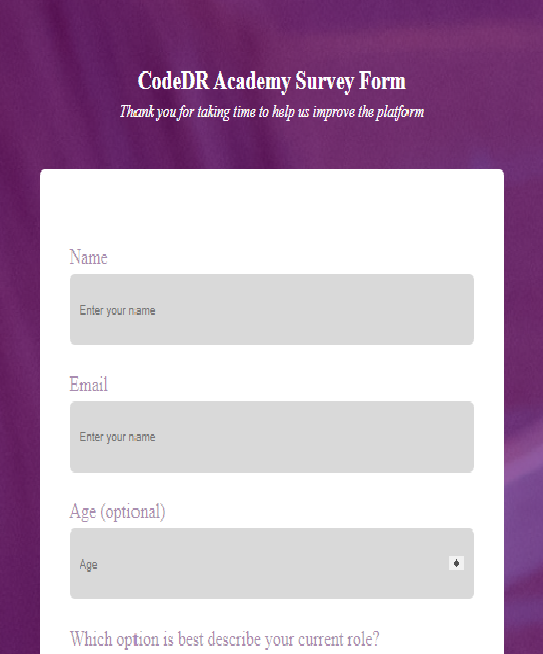 CodeDR Academy Survey Form
Thank you for taking time to help us improve the platform
Name
Enter your name
Email
Enter your name
Age (optional)
Age
Which option is best describe your current role?